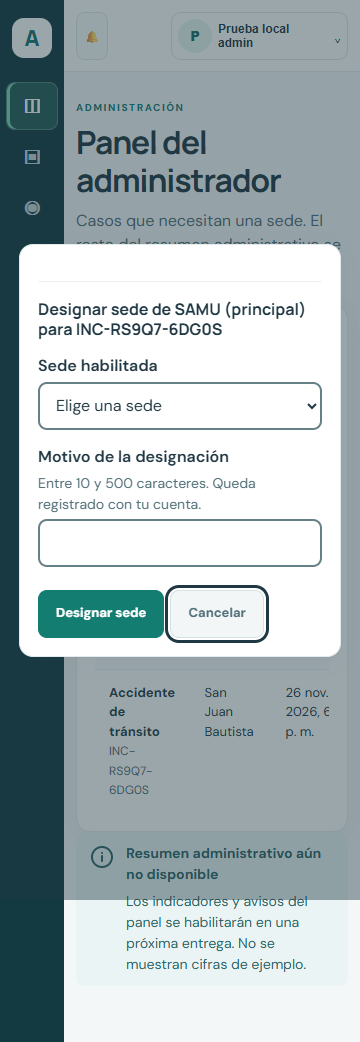 A
P
Prueba local
admin
ADMINISTRACIÓN
Panel del
administrador
Casos que necesitan una sede. El
resto del resumen administrativo se
Designar sede de SAMU (principal)
para INC-RS9Q7-6DG0S
Sede habilitada
Elige una sede
Motivo de la designación
Entre 10 y 500 caracteres. Queda
registrado con tu cuenta.
Designar sede
Cancelar
Accidente
de
tránsito
INC-
RS9Q7-
6DG0S
San
Juan
Bautista
26 nov.
2026, 6
p. m.
Resumen administrativo aún
no disponible
Los indicadores y avisos del
panel se habilitarán en una
próxima entrega. No se
muestran cifras de ejemplo.